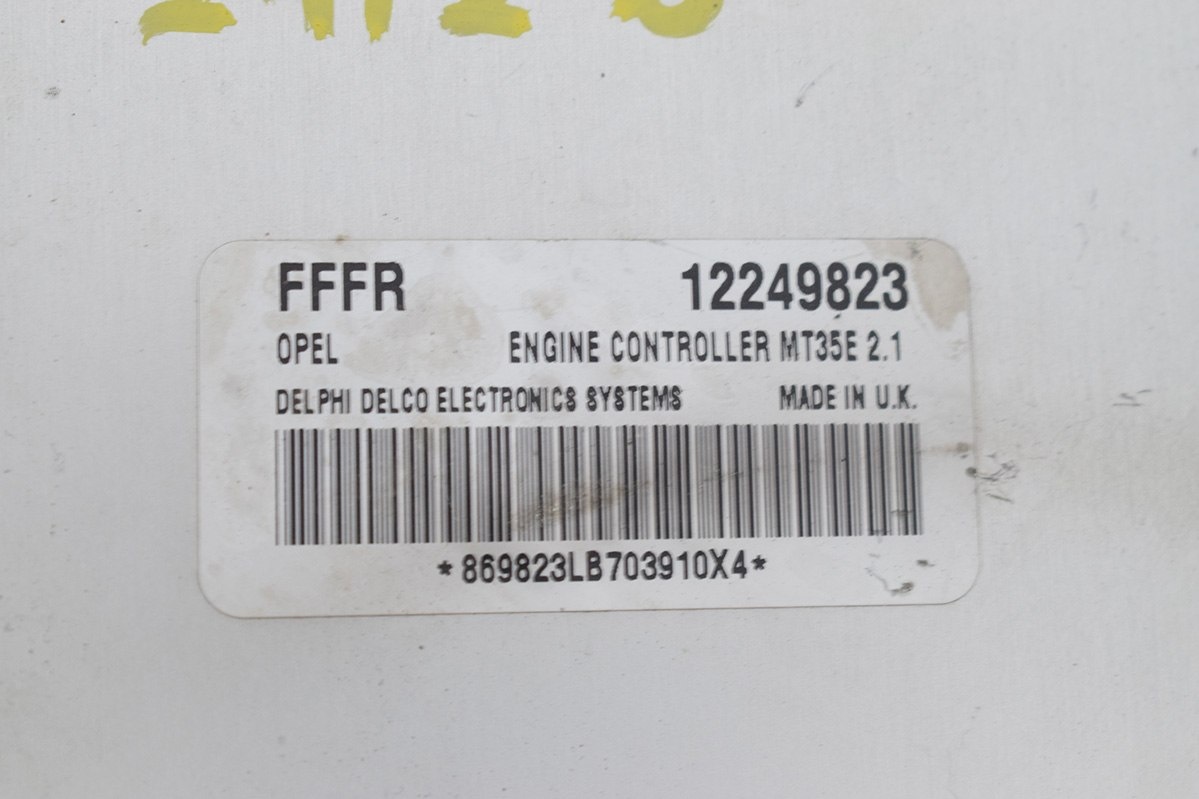 FFFR 12249823
OPEL ENGINE CONTROLLER MT35E 2.1
DELPHI DELCO ELECTRONICS SYSTEMS MADE IN U.K.
*869823LB703910X4*